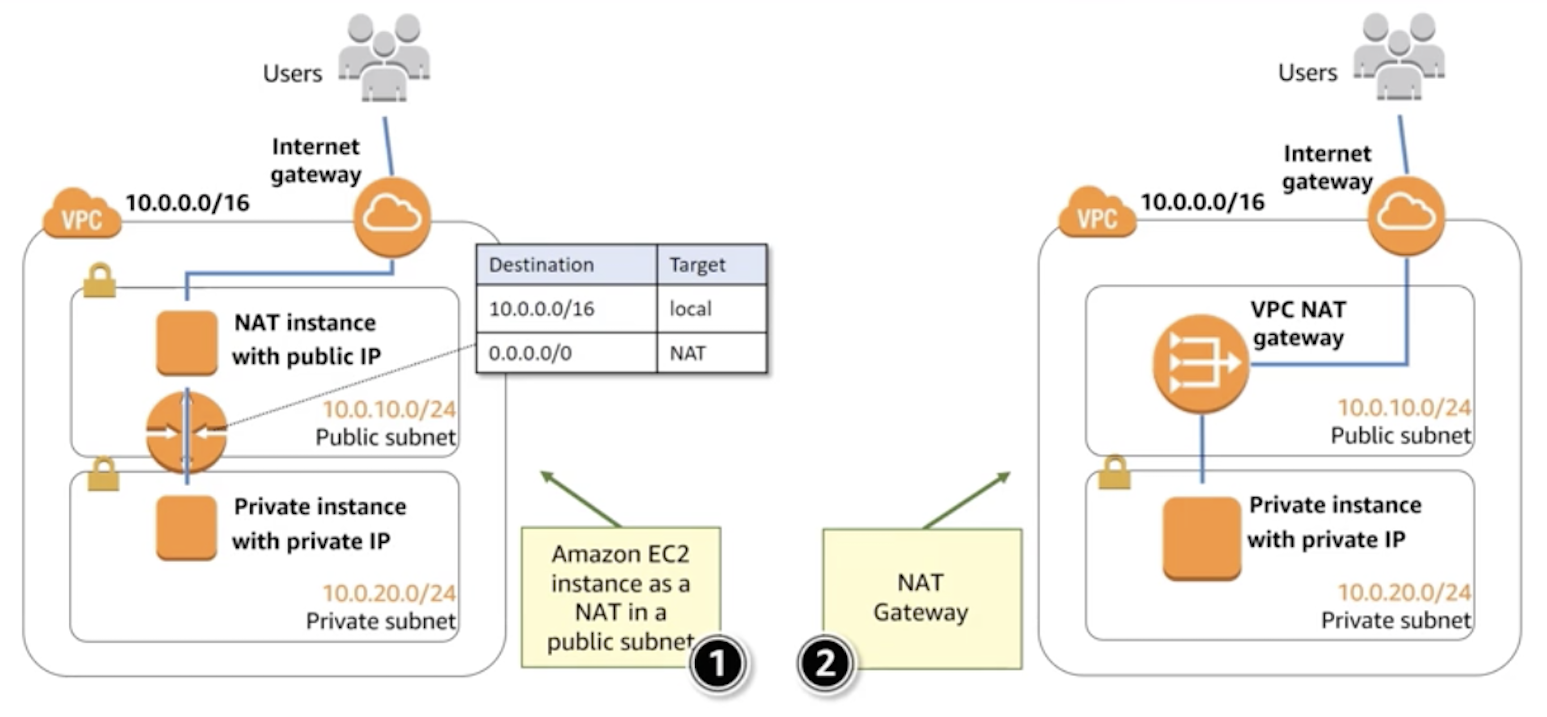 Users
Internet
gateway
VPC
10.0.0.0/16
Destination Target
10.0.0.0/16 local
0.0.0.0/0 NAT
NAT instance
with public IP
10.0.10.0/24
Public subnet
Private instance
with private IP
10.0.20.0/24
Private subnet
Amazon EC2
instance as a
NAT in a
public subnet
1
2
NAT
Gateway
Users
Internet
gateway
VPC
10.0.0.0/16
VPC NAT
gateway
10.0.10.0/24
Public subnet
Private instance
with private IP
10.0.20.0/24
Private subnet